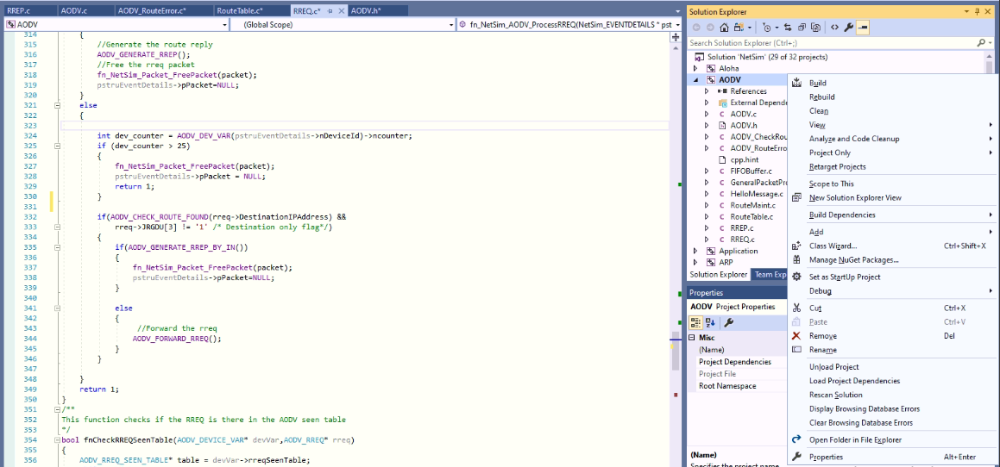 RREP.c AODV.c AODV_RouteError.c* RouteTable.c* RREQ.c* AODV.h*
AODV (Global Scope) fn_NetSim_AODV_ProcessRREQ(NetSim_EVENTDETAILS * pst
314 {
315 //Generate the route reply
316 AODV_GENERATE_RREP();
317 //Free the rreq packet
318 fn_NetSim_Packet_FreePacket(packet);
319 pstruEventDetails->pPacket=NULL;
320 }
321 else
322 {
323
324 int dev_counter = AODV_DEV_VAR(pstruEventDetails->nDeviceId)->ncounter;
325 if (dev_counter > 25)
326 {
327 fn_NetSim_Packet_FreePacket(packet);
328 pstruEventDetails->pPacket = NULL;
329 return 1;
330 }
331
332 if(AODV_CHECK_ROUTE_FOUND(rreq->DestinationIPAddress) &&
333 rreq->JRGDU[3] != '1' /* Destination only flag*/)
334 {
335 if(AODV_GENERATE_RREP_BY_IN())
336 {
337 fn_NetSim_Packet_FreePacket(packet);
338 pstruEventDetails->pPacket=NULL;
339 }
340
341 else
342 {
343 //Forward the rreq
344 AODV_FORWARD_RREQ();
345 }
346 }
347
348 }
349 return 1;
350 }
351 /**
352 This function checks if the RREQ is there in the AODV seen table
353 */
354 bool fnCheckRREQSeenTable(AODV_DEVICE_VAR* devVar,AODV_RREQ* rreq)
355 {
356 AODV_RREQ_SEEN_TABLE* table = devVar->rreqSeenTable;
Solution Explorer
Search Solution Explorer (Ctrl+;)
Solution 'NetSim' (29 of 32 projects)
Aloha
AODV
References
External Depende
AODV.c
AODV.h
AODV_CheckRou
AODV_RouteErro
cpp.hint
FIFOBuffer.c
GeneralPacketPro
HelloMessage.c
RouteMaint.c
RouteTable.c
RREP.c
RREQ.c
Application
ARP
Solution Explorer Team Exp
Properties
AODV Project Properties
Misc
(Name)
Project Dependencies
Project File
Root Namespace
(Name)
Specifies the project name
Build
Rebuild
Clean
View
Analyze and Code Cleanup
Project Only
Retarget Projects
Scope to This
New Solution Explorer View
Build Dependencies
Add
Class Wizard... Ctrl+Shift+X
Manage NuGet Packages...
Set as StartUp Project
Debug
Cut Ctrl+X
Paste Ctrl+V
Remove Del
Rename
Unload Project
Load Project Dependencies
Rescan Solution
Display Browsing Database Errors
Clear Browsing Database Errors
Open Folder in File Explorer
Properties Alt+Enter